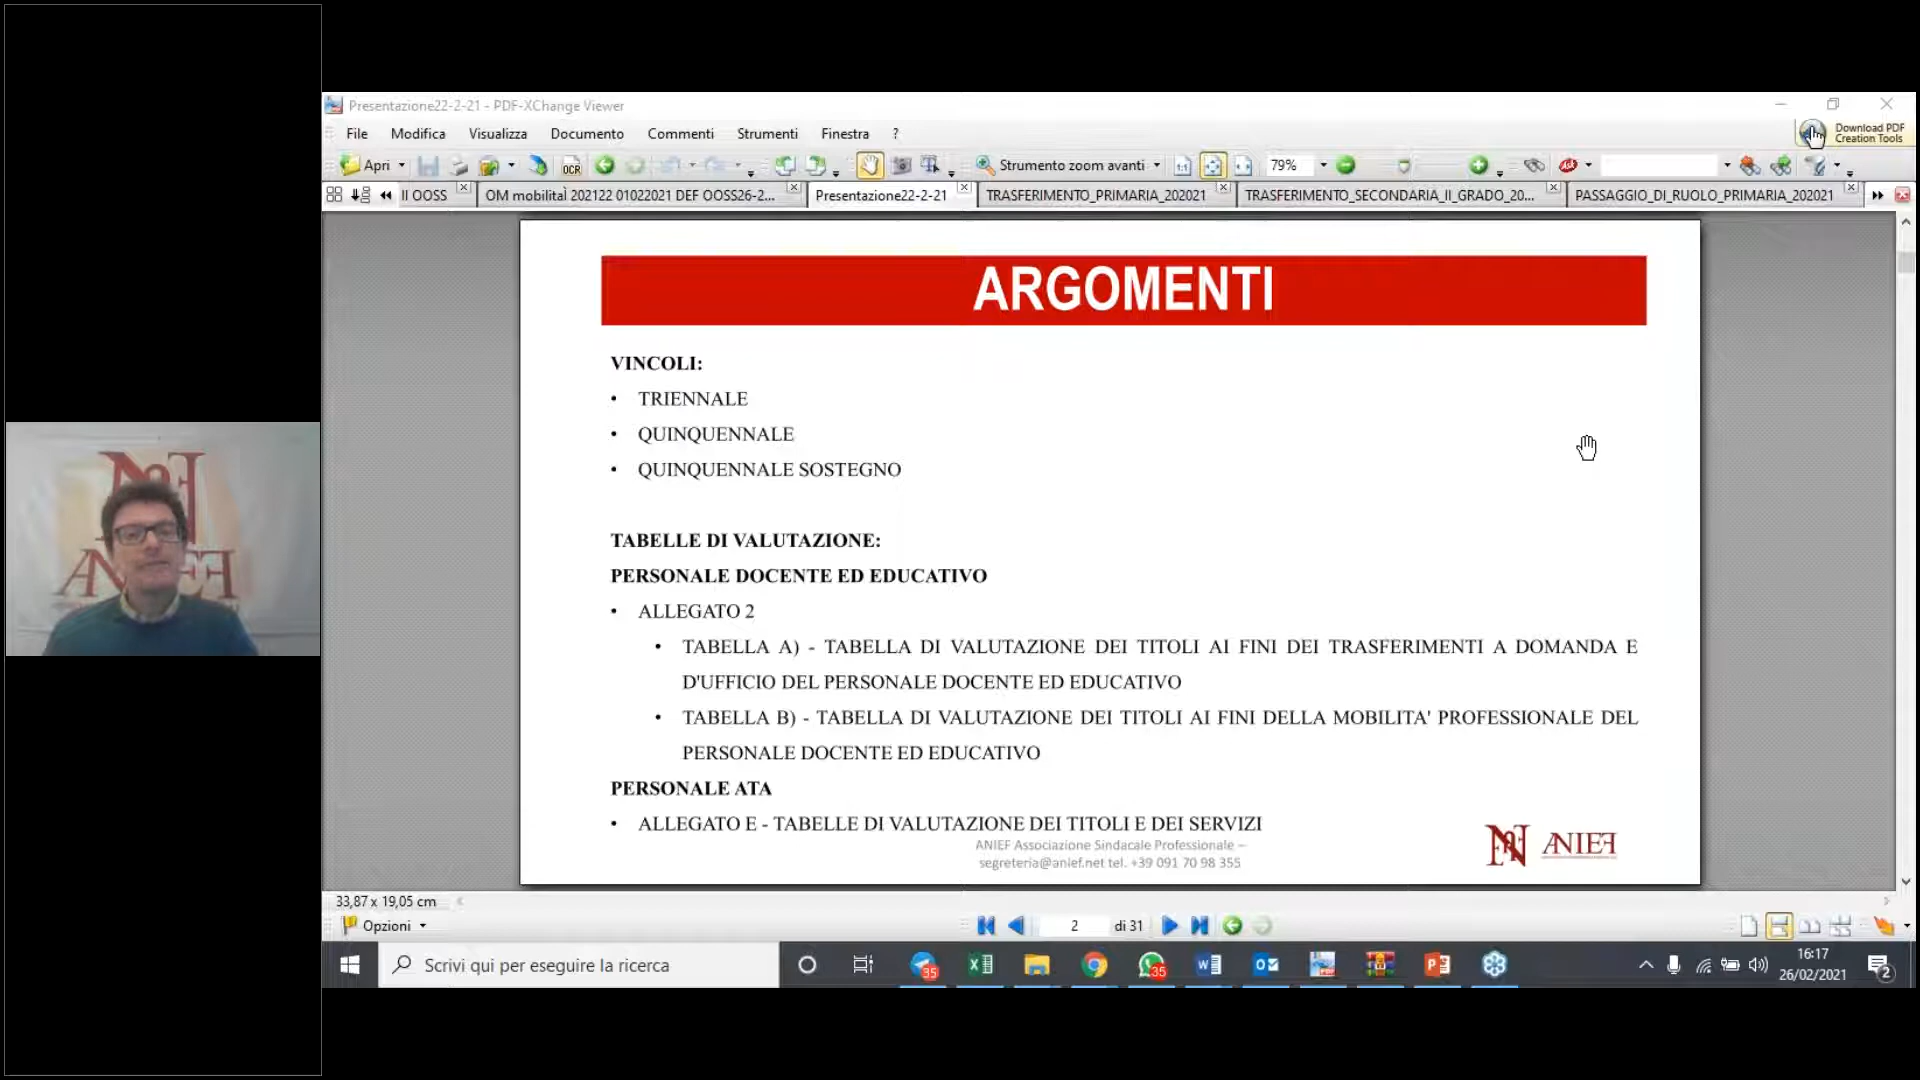 Presentazione22-2-21 - PDF-XChange Viewer
File Modifica Visualizza Documento Commenti Strumenti Finestra ?
Download PDF
Creation Tools
Apri OCR Strumento zoom avanti 79%
II OOSS OM mobilità 202122 01022021 DEF OOSS26-2... Presentazione22-2-21 TRASFERIMENTO_PRIMARIA_202021 TRASFERIMENTO_SECONDARIA_II_GRADO_20... PASSAGGIO_DI_RUOLO_PRIMARIA_202021
ARGOMENTI
VINCOLI:
• TRIENNALE
• QUINQUENNALE
• QUINQUENNALE SOSTEGNO
TABELLE DI VALUTAZIONE:
PERSONALE DOCENTE ED EDUCATIVO
• ALLEGATO 2
• TABELLA A) - TABELLA DI VALUTAZIONE DEI TITOLI AI FINI DEI TRASFERIMENTI A DOMANDA E
D'UFFICIO DEL PERSONALE DOCENTE ED EDUCATIVO
• TABELLA B) - TABELLA DI VALUTAZIONE DEI TITOLI AI FINI DELLA MOBILITA' PROFESSIONALE DEL
PERSONALE DOCENTE ED EDUCATIVO
PERSONALE ATA
• ALLEGATO E - TABELLE DI VALUTAZIONE DEI TITOLI E DEI SERVIZI
ANIEF Associazione Sindacale Professionale –
segreteria@anief.net tel. +39 091 70 98 355
ANIEF
ANIEF
33,87 x 19,05 cm
Opzioni 2 di 31
Scrivi qui per eseguire la ricerca
35 35
16:17
26/02/2021
2